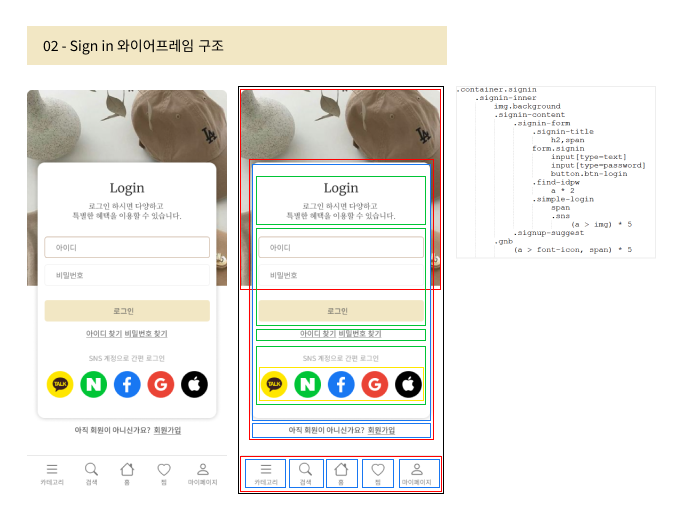 02 - Sign in 와이어프레임 구조
LA
Login
로그인 하시면 다양하고
특별한 혜택을 이용할 수 있습니다.
아이디
비밀번호
로그인
아이디 찾기 비밀번호 찾기
SNS 계정으로 간편 로그인
TALK N f G
아직 회원이 아니신가요? 회원가입
카테고리 검색 홈 찜 마이페이지
LA
Login
로그인 하시면 다양하고
특별한 혜택을 이용할 수 있습니다.
아이디
비밀번호
로그인
아이디 찾기 비밀번호 찾기
SNS 계정으로 간편 로그인
TALK N f G
아직 회원이 아니신가요? 회원가입
카테고리 검색 홈 찜 마이페이지
.container.signin
.signin-inner
img.background
.signin-content
.signin-form
.signin-title
h2,span
form.signin
input[type=text]
input[type=password]
button.btn-login
.find-idpw
a * 2
.simple-login
span
.sns
(a > img) * 5
.signup-suggest
.gnb
(a > font-icon, span) * 5